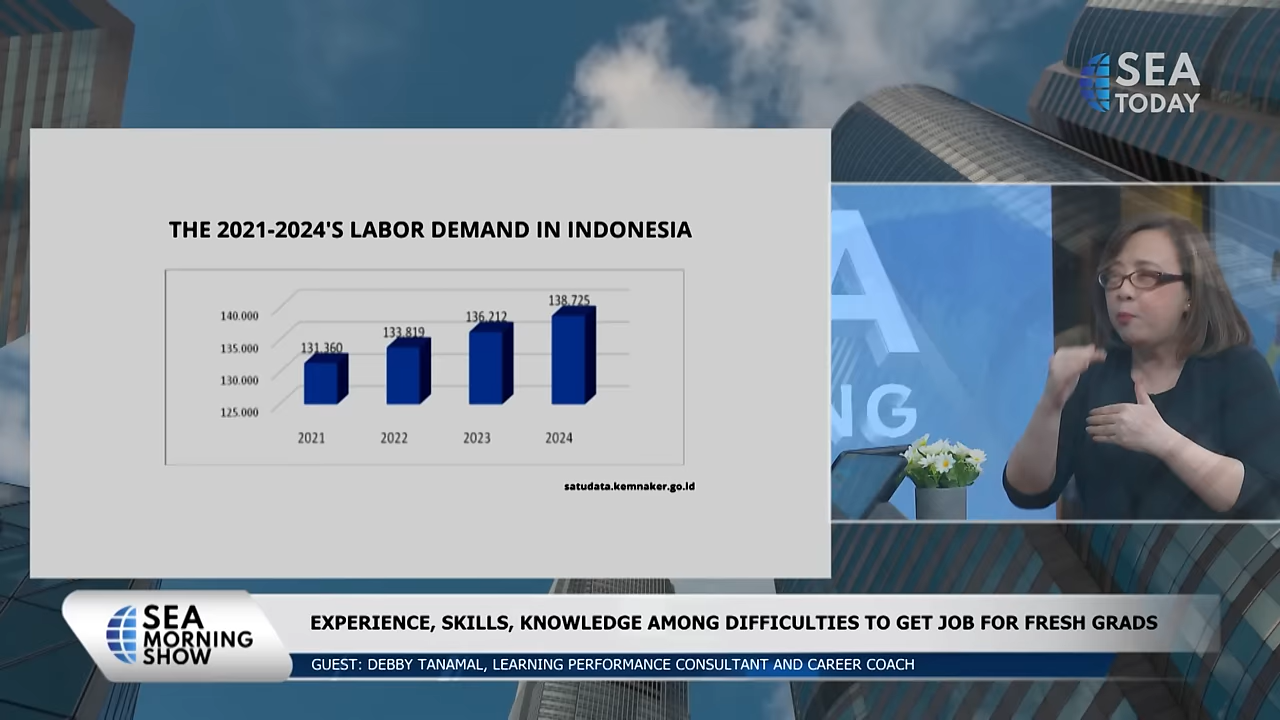 SEA
TODAY
THE 2021-2024'S LABOR DEMAND IN INDONESIA
140.000
135.000
130.000
125.000
131.360
133.819
136.212
138.725
2021
2022
2023
2024
satudata.kemnaker.go.id
A
NG
SEA
MORNING
SHOW
EXPERIENCE, SKILLS, KNOWLEDGE AMONG DIFFICULTIES TO GET JOB FOR FRESH GRADS
GUEST: DEBBY TANAMAL, LEARNING PERFORMANCE CONSULTANT AND CAREER COACH